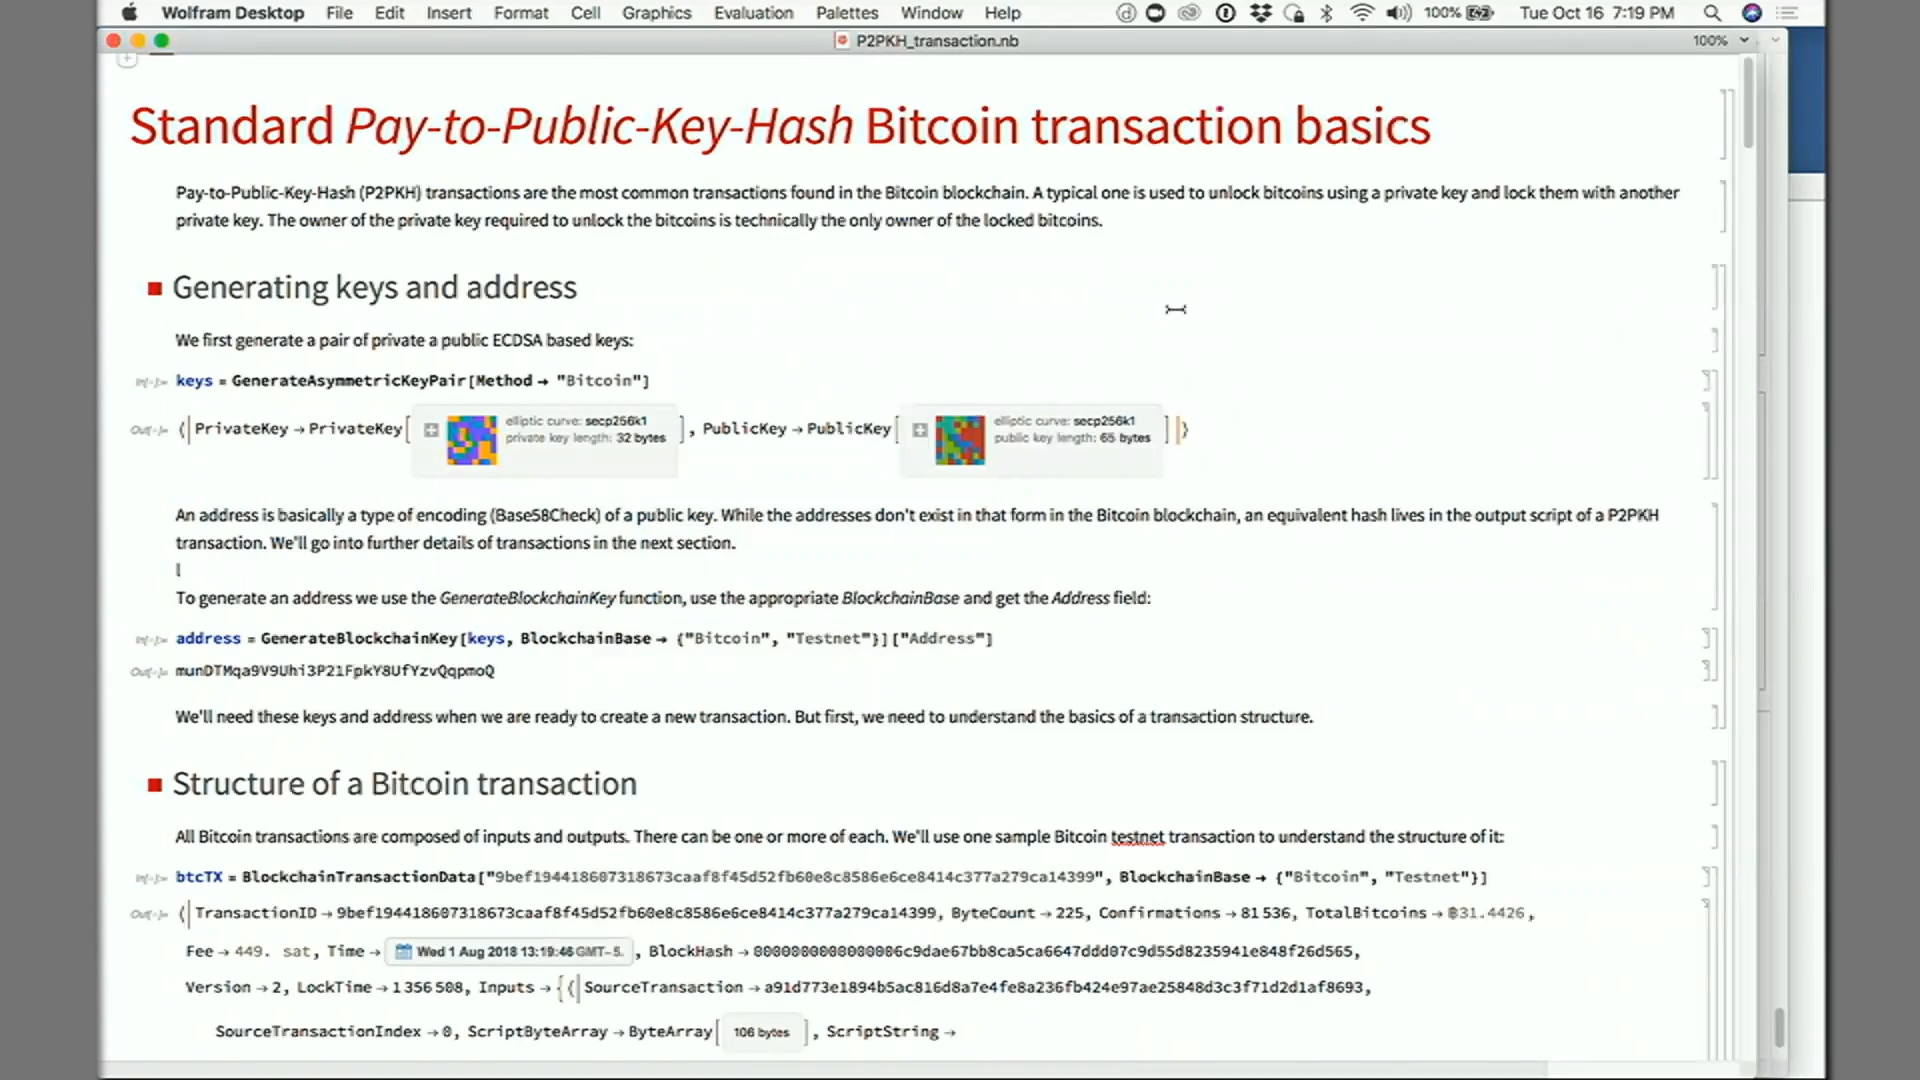 Wolfram Desktop File Edit Insert Format Cell Graphics Evaluation Palettes Window Help 100% Tue Oct 16 7:19 PM
P2PKH_transaction.nb 100%
Standard Pay-to-Public-Key-Hash Bitcoin transaction basics
Pay-to-Public-Key-Hash (P2PKH) transactions are the most common transactions found in the Bitcoin blockchain. A typical one is used to unlock bitcoins using a private key and lock them with another
private key. The owner of the private key required to unlock the bitcoins is technically the only owner of the locked bitcoins.
Generating keys and address
We first generate a pair of private a public ECDSA based keys:
In[-]:= keys = GenerateAsymmetricKeyPair[Method → "Bitcoin"]
Out[-]= <| PrivateKey → PrivateKey[ elliptic curve: secp256k1 private key length: 32 bytes ], PublicKey → PublicKey[ elliptic curve: secp256k1 public key length: 65 bytes ] |>
An address is basically a type of encoding (Base58Check) of a public key. While the addresses don't exist in that form in the Bitcoin blockchain, an equivalent hash lives in the output script of a P2PKH
transaction. We'll go into further details of transactions in the next section.
l
To generate an address we use the GenerateBlockchainKey function, use the appropriate BlockchainBase and get the Address field:
In[-]:= address = GenerateBlockchainKey[keys, BlockchainBase → {"Bitcoin", "Testnet"}]["Address"]
Out[-]= munDTMqa9V9Uhi3P21FpkY8UfYzvQqpmoQ
We'll need these keys and address when we are ready to create a new transaction. But first, we need to understand the basics of a transaction structure.
Structure of a Bitcoin transaction
All Bitcoin transactions are composed of inputs and outputs. There can be one or more of each. We'll use one sample Bitcoin testnet transaction to understand the structure of it:
In[-]:= btcTX = BlockchainTransactionData["9bef194418607318673caaf8f45d52fb60e8c8586e6ce8414c377a279ca14399", BlockchainBase → {"Bitcoin", "Testnet"}]
Out[-]= <| TransactionID → 9bef194418607318673caaf8f45d52fb60e8c8586e6ce8414c377a279ca14399, ByteCount → 225, Confirmations → 81 536, TotalBitcoins → ₿31.4426,
Fee → 449. sat, Time → Wed 1 Aug 2018 13:19:46 GMT-5. , BlockHash → 0000000000000006c9dae67bb8ca5ca6647ddd07c9d55d8235941e848f26d565,
Version → 2, LockTime → 1 356 508, Inputs → {<| SourceTransaction → a91d773e1894b5ac816d8a7e4fe8a236fb424e97ae25848d3c3f71d2d1af8693,
SourceTransactionIndex → 0, ScriptByteArray → ByteArray[ 106 bytes ], ScriptString →